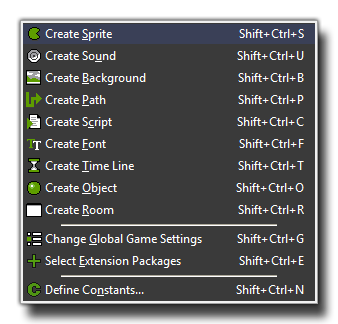 Create Sprite Shift+Ctrl+S
Create Sound Shift+Ctrl+U
Create Background Shift+Ctrl+B
Create Path Shift+Ctrl+P
Create Script Shift+Ctrl+C
Create Font Shift+Ctrl+F
Create Time Line Shift+Ctrl+T
Create Object Shift+Ctrl+O
Create Room Shift+Ctrl+R
Change Global Game Settings Shift+Ctrl+G
Select Extension Packages Shift+Ctrl+E
Define Constants... Shift+Ctrl+N